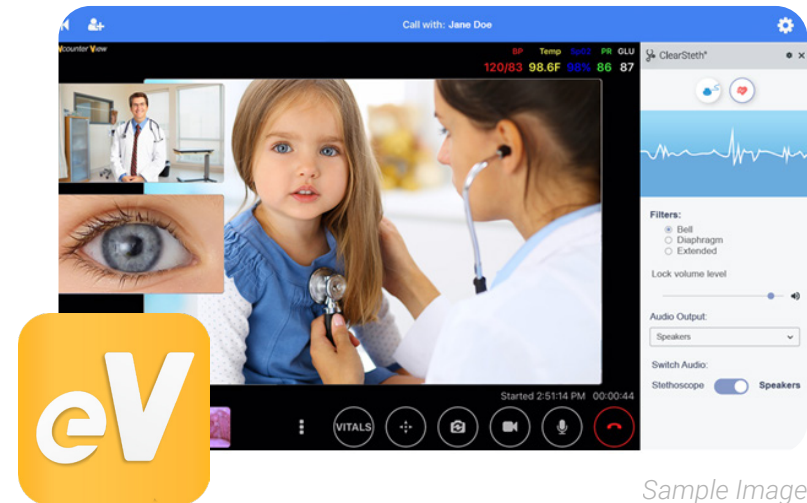 Call with: Jane Doe
counter View
BP Temp SpO2 PR GLU
120/83 98.6F 98% 86 87
ClearSteth*
Filters:
Bell
Diaphragm
Extended
Lock volume level
Audio Output:
Speakers
Switch Audio:
Stethoscope Speakers
Started 2:51:14 PM 00:00:44
VITALS
eV
Sample Image